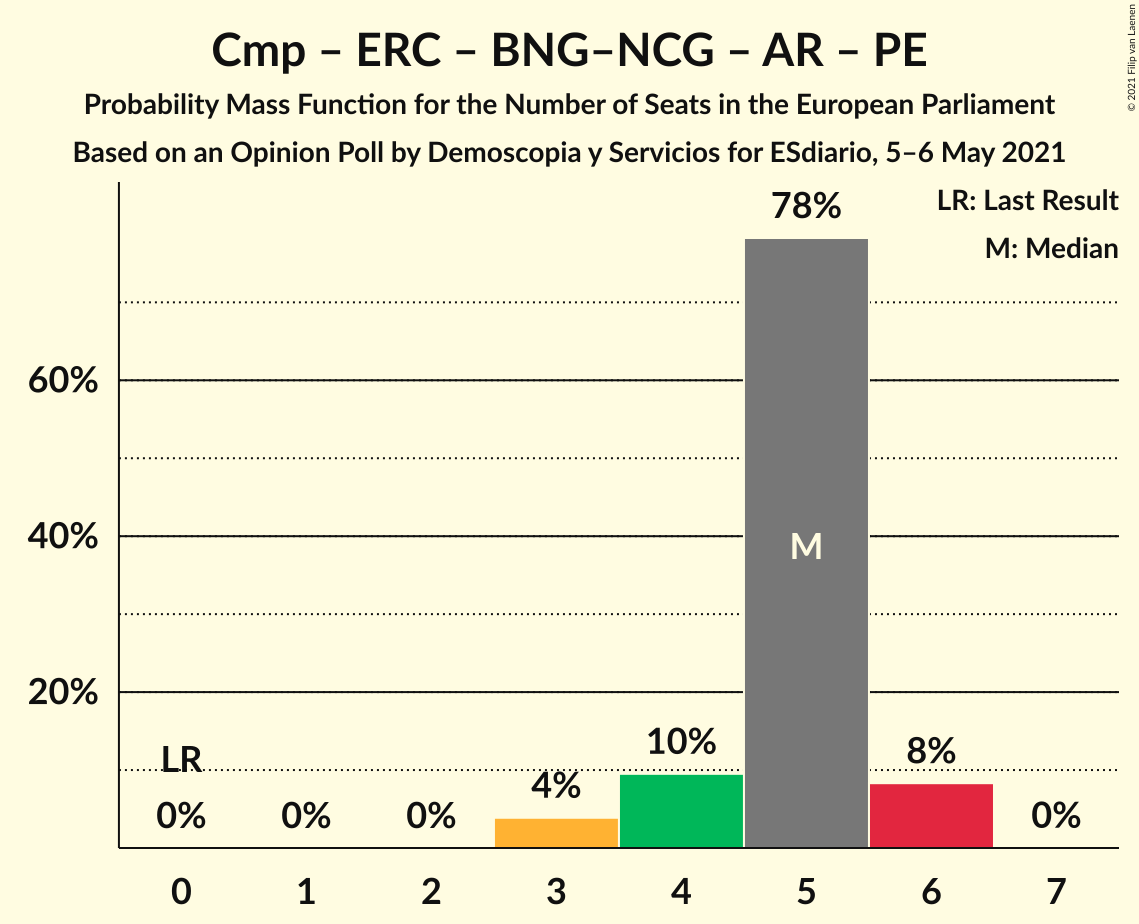 Cmp – ERC – BNG–NCG – AR – PE
Probability Mass Function for the Number of Seats in the European Parliament
Based on an Opinion Poll by Demoscopia y Servicios for ESdiario, 5–6 May 2021
© 2021 Filip van Laenen
LR: Last Result
M: Median
60%
40%
20%
LR
0%
0%
0%
4%
10%
78%
M
8%
0%
0
1
2
3
4
5
6
7